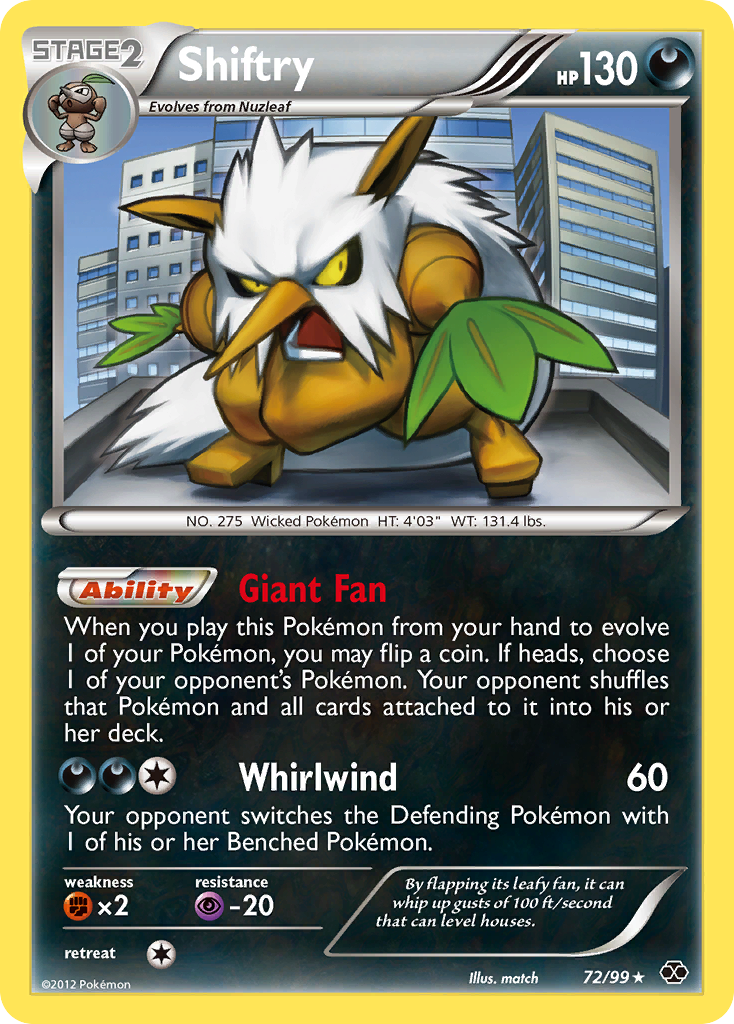 STAGE2
Shiftry
HP130
Evolves from Nuzleaf
NO. 275 Wicked Pokémon HT: 4'03" WT: 131.4 lbs.
Ability Giant Fan
When you play this Pokémon from your hand to evolve
1 of your Pokémon, you may flip a coin. If heads, choose
1 of your opponent's Pokémon. Your opponent shuffles
that Pokémon and all cards attached to it into his or
her deck.
Whirlwind 60
Your opponent switches the Defending Pokémon with
1 of his or her Benched Pokémon.
weakness resistance
×2 -20
retreat
By flapping its leafy fan, it can
whip up gusts of 100 ft/second
that can level houses.
©2012 Pokémon
Illus. match
72/99★